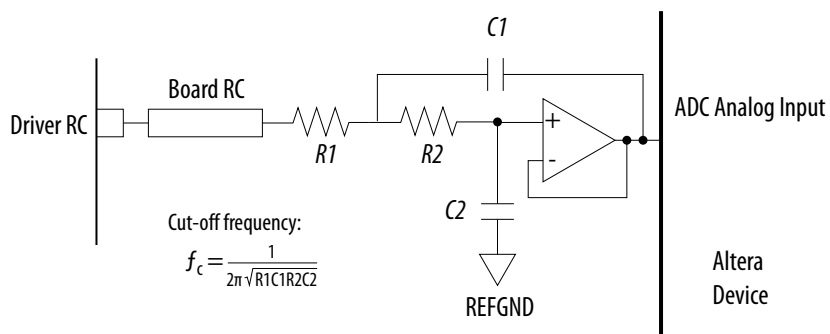 C1
Board RC
Driver RC
ADC Analog Input
+
R1
R2
-
C2
Cut-off frequency:
f_c = 1 / 2π√R1C1R2C2
REFGND
Altera
Device